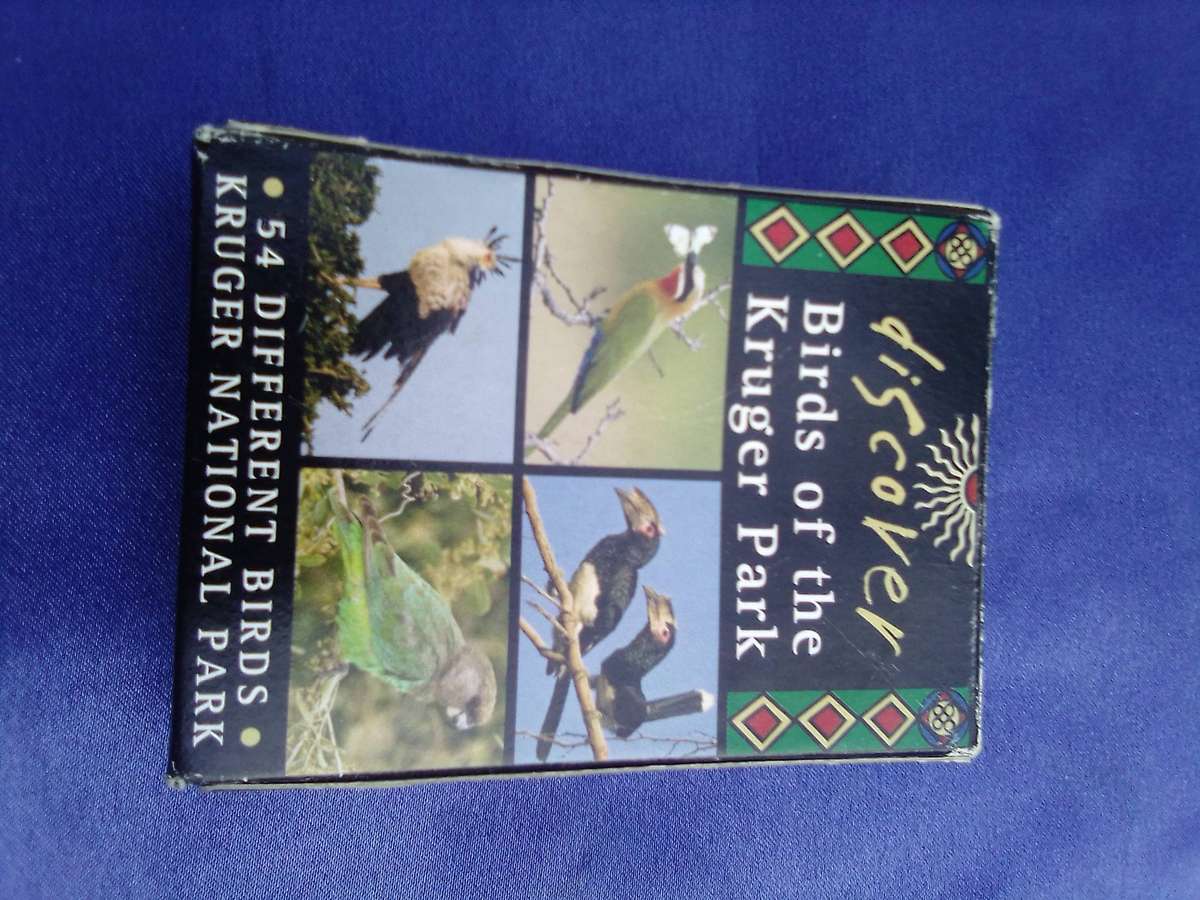 discover
Birds of the
Kruger Park
• 54 DIFFERENT BIRDS •
KRUGER NATIONAL PARK